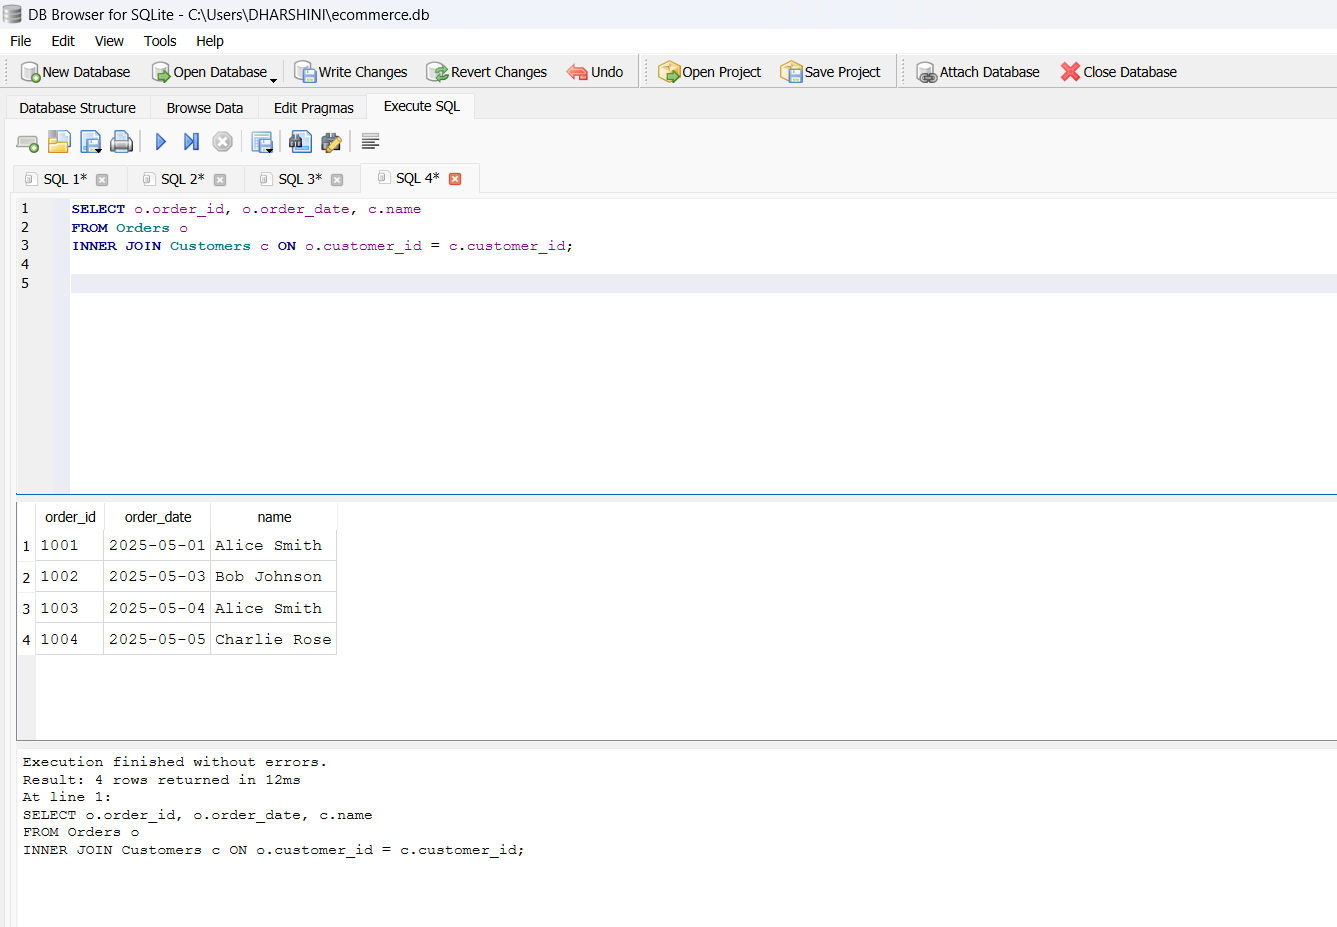 DB Browser for SQLite - C:\Users\DHARSHINI\ecommerce.db
File Edit View Tools Help
New Database Open Database Write Changes Revert Changes Undo Open Project Save Project Attach Database Close Database
Database Structure Browse Data Edit Pragmas Execute SQL
SQL 1* SQL 2* SQL 3* SQL 4*
1 SELECT o.order_id, o.order_date, c.name
2 FROM Orders o
3 INNER JOIN Customers c ON o.customer_id = c.customer_id;
4
5
order_id order_date name
1 1001 2025-05-01 Alice Smith
2 1002 2025-05-03 Bob Johnson
3 1003 2025-05-04 Alice Smith
4 1004 2025-05-05 Charlie Rose
Execution finished without errors.
Result: 4 rows returned in 12ms
At line 1:
SELECT o.order_id, o.order_date, c.name
FROM Orders o
INNER JOIN Customers c ON o.customer_id = c.customer_id;